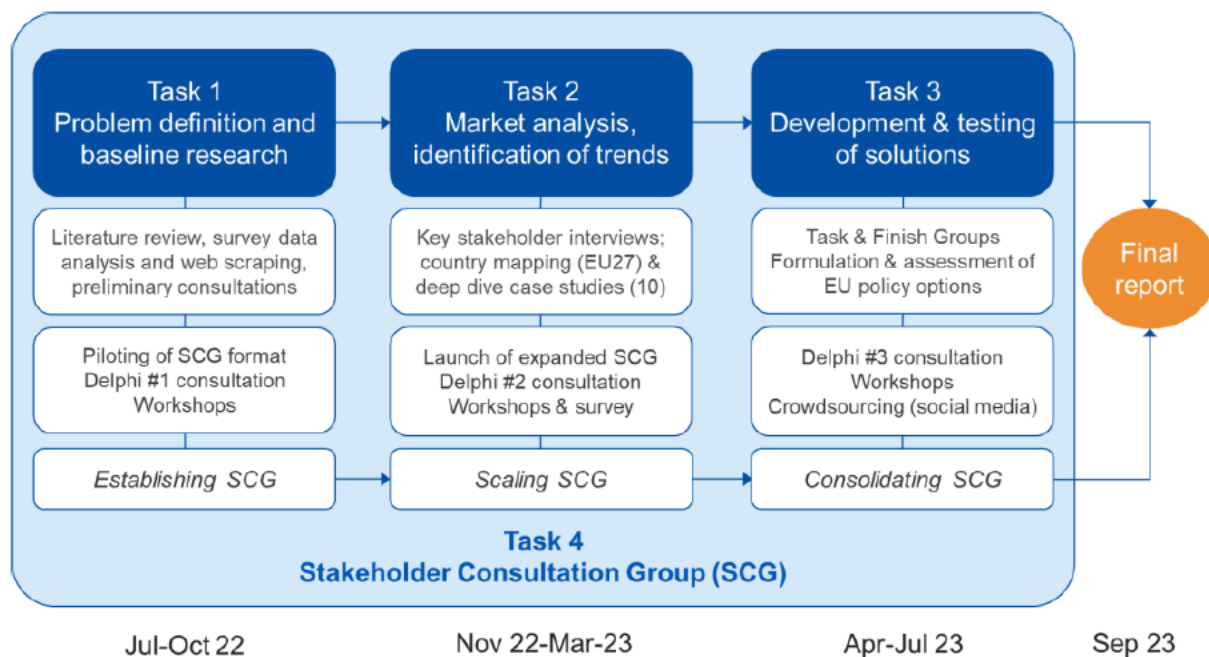 Task 1
Problem definition and
baseline research
Literature review, survey data
analysis and web scraping,
preliminary consultations
Piloting of SCG format
Delphi #1 consultation
Workshops
Establishing SCG
Task 2
Market analysis,
identification of trends
Key stakeholder interviews;
country mapping (EU27) &
deep dive case studies (10)
Launch of expanded SCG
Delphi #2 consultation
Workshops & survey
Scaling SCG
Task 3
Development & testing
of solutions
Task & Finish Groups
Formulation & assessment of
EU policy options
Delphi #3 consultation
Workshops
Crowdsourcing (social media)
Consolidating SCG
Final
report
Task 4
Stakeholder Consultation Group (SCG)
Jul-Oct 22
Nov 22-Mar-23
Apr-Jul 23
Sep 23